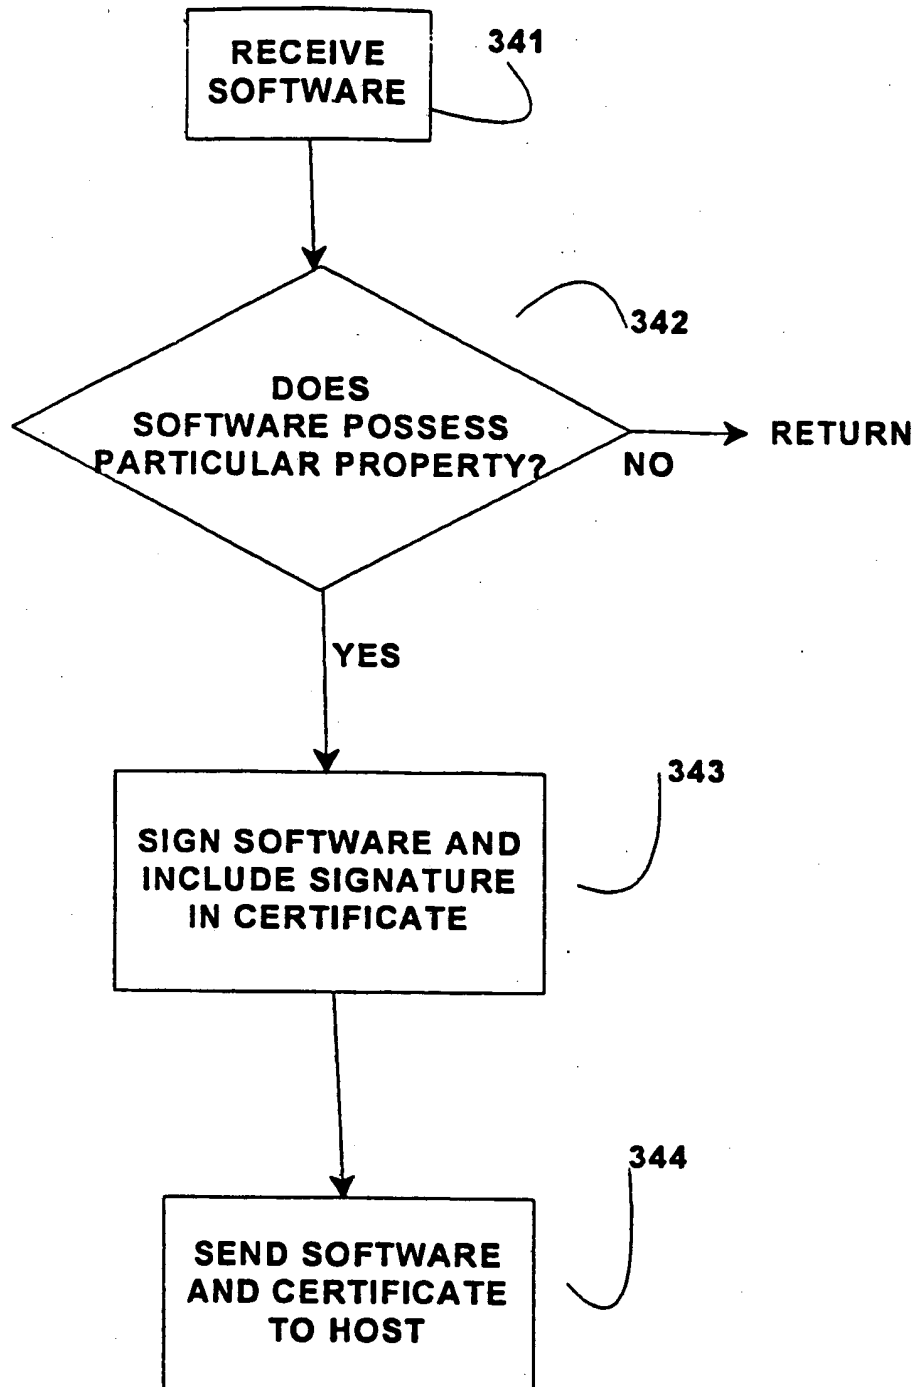 RECEIVE
SOFTWARE
341
342
DOES
SOFTWARE POSSESS
PARTICULAR PROPERTY?
NO
RETURN
YES
343
SIGN SOFTWARE AND
INCLUDE SIGNATURE
IN CERTIFICATE
344
SEND SOFTWARE
AND CERTIFICATE
TO HOST